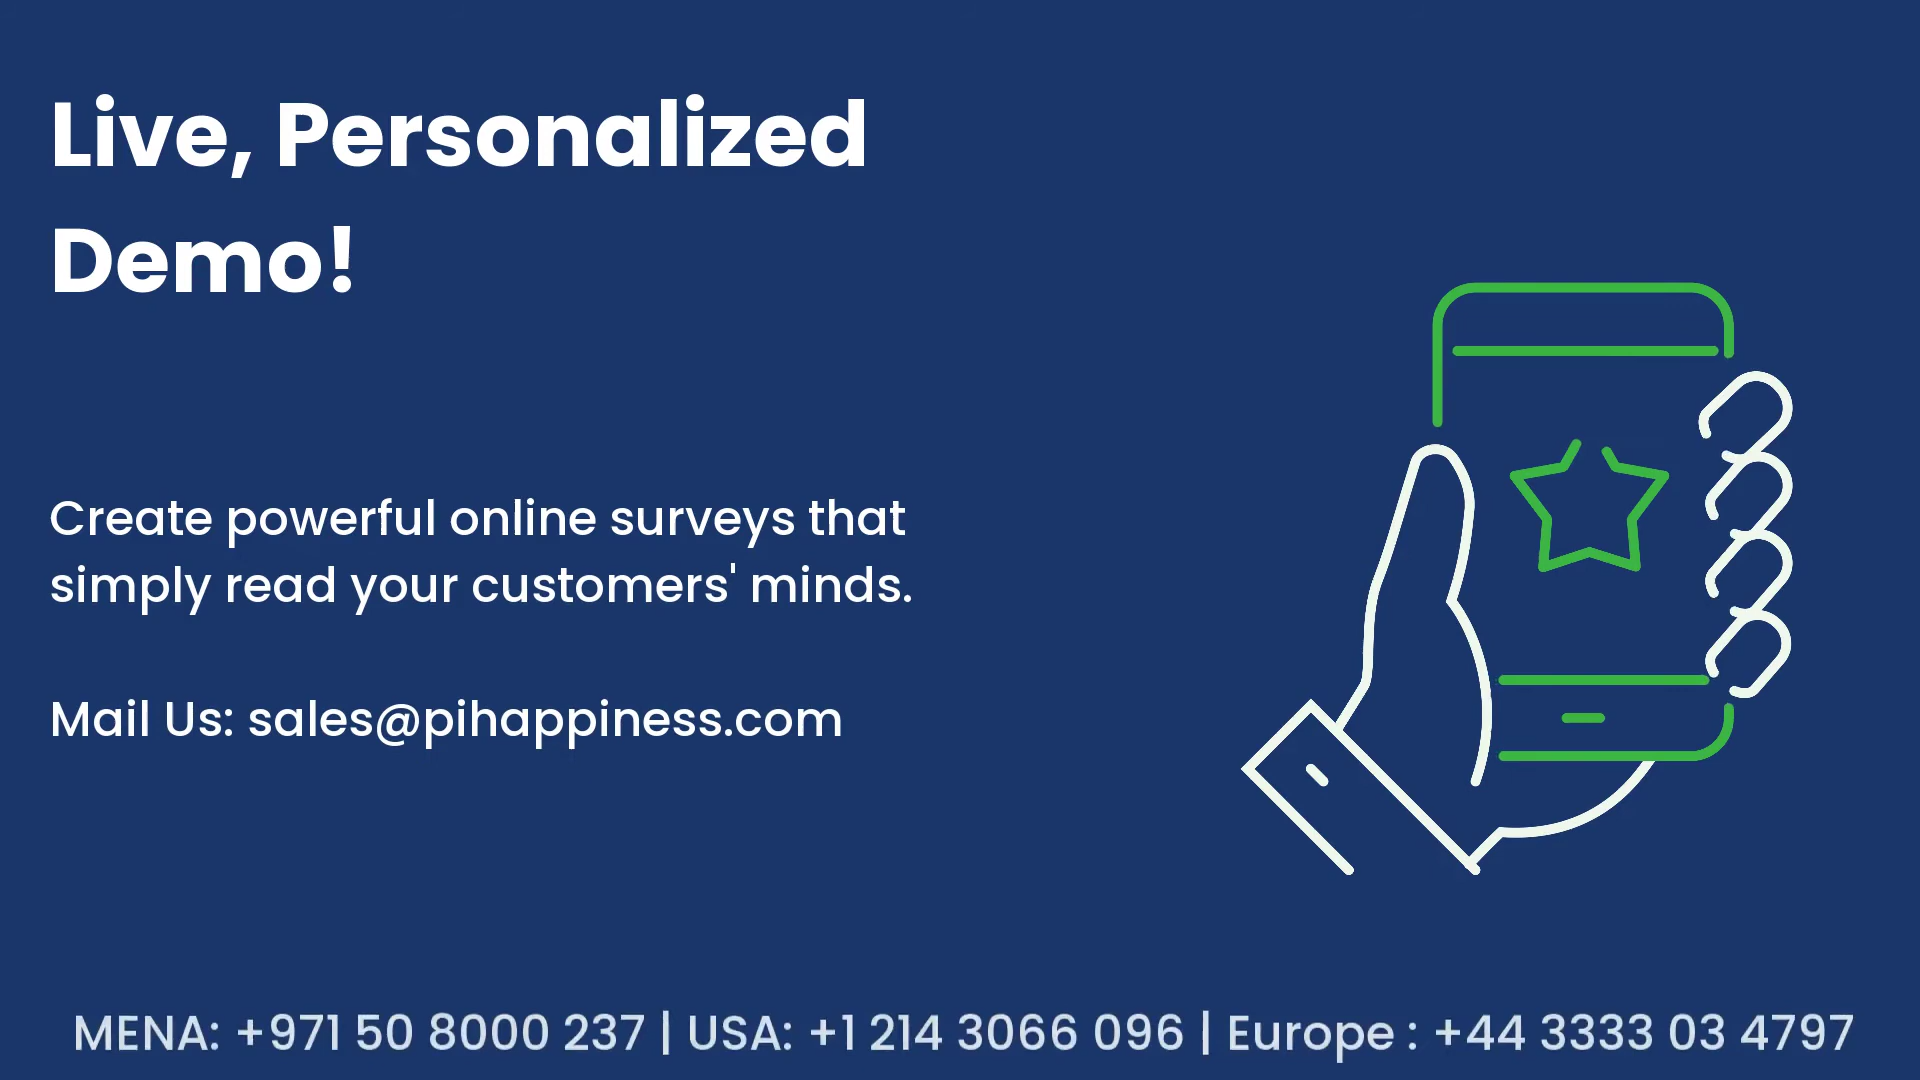 Live, Personalized
Demo!
Create powerful online surveys that
simply read your customers' minds.
Mail Us: sales@pihappiness.com
MENA: +971 50 8000 237 | USA: +1 214 3066 096 | Europe : +44 3333 03 4797